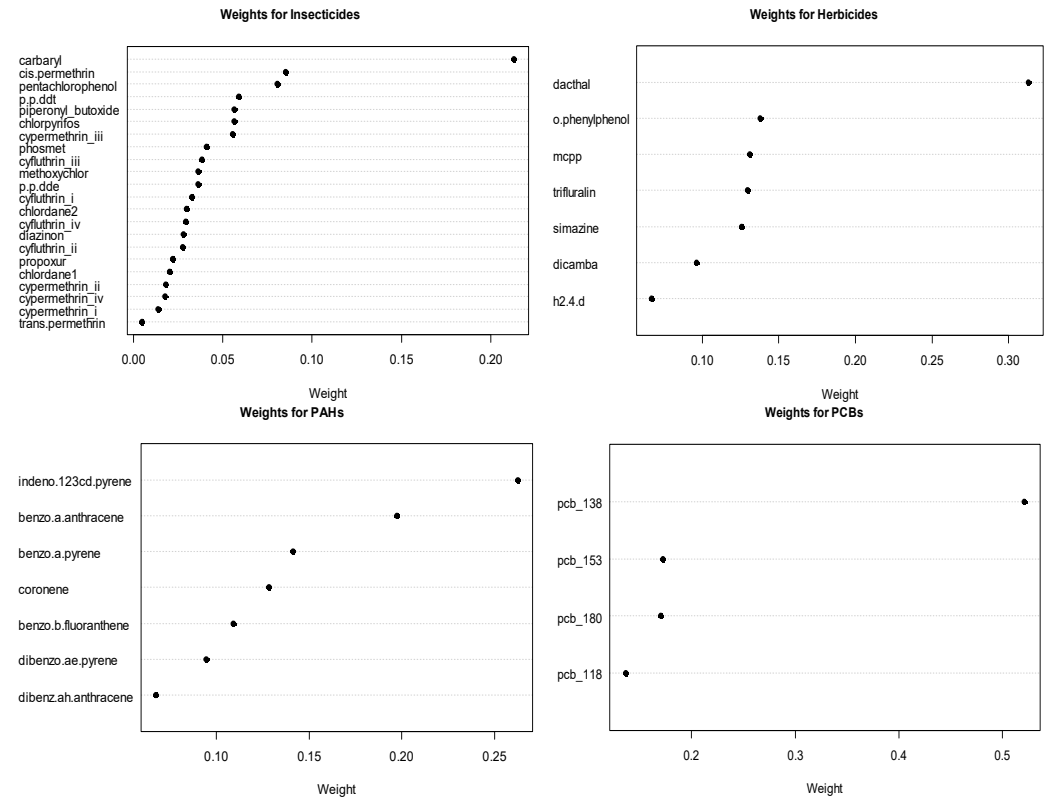 Weights for Insecticides
carbaryl
cis.permethrin
pentachlorophenol
p.p.ddt
piperonyl_butoxide
chlorpyrifos
cypermethrin_iii
phosmet
cyfluthrin_iii
methoxychlor
p.p.dde
cyfluthrin_i
chlordane2
cyfluthrin_iv
diazinon
cyfluthrin_ii
propoxur
chlordane1
cypermethrin_ii
cypermethrin_iv
cypermethrin_i
trans.permethrin
0.00 0.05 0.10 0.15 0.20
Weight
Weights for Herbicides
dacthal
o.phenylphenol
mcpp
trifluralin
simazine
dicamba
h2.4.d
0.10 0.15 0.20 0.25 0.30
Weight
Weights for PAHs
indeno.123cd.pyrene
benzo.a.anthracene
benzo.a.pyrene
coronene
benzo.b.fluoranthene
dibenzo.ae.pyrene
dibenz.ah.anthracene
0.10 0.15 0.20 0.25
Weight
Weights for PCBs
pcb_138
pcb_153
pcb_180
pcb_118
0.2 0.3 0.4 0.5
Weight